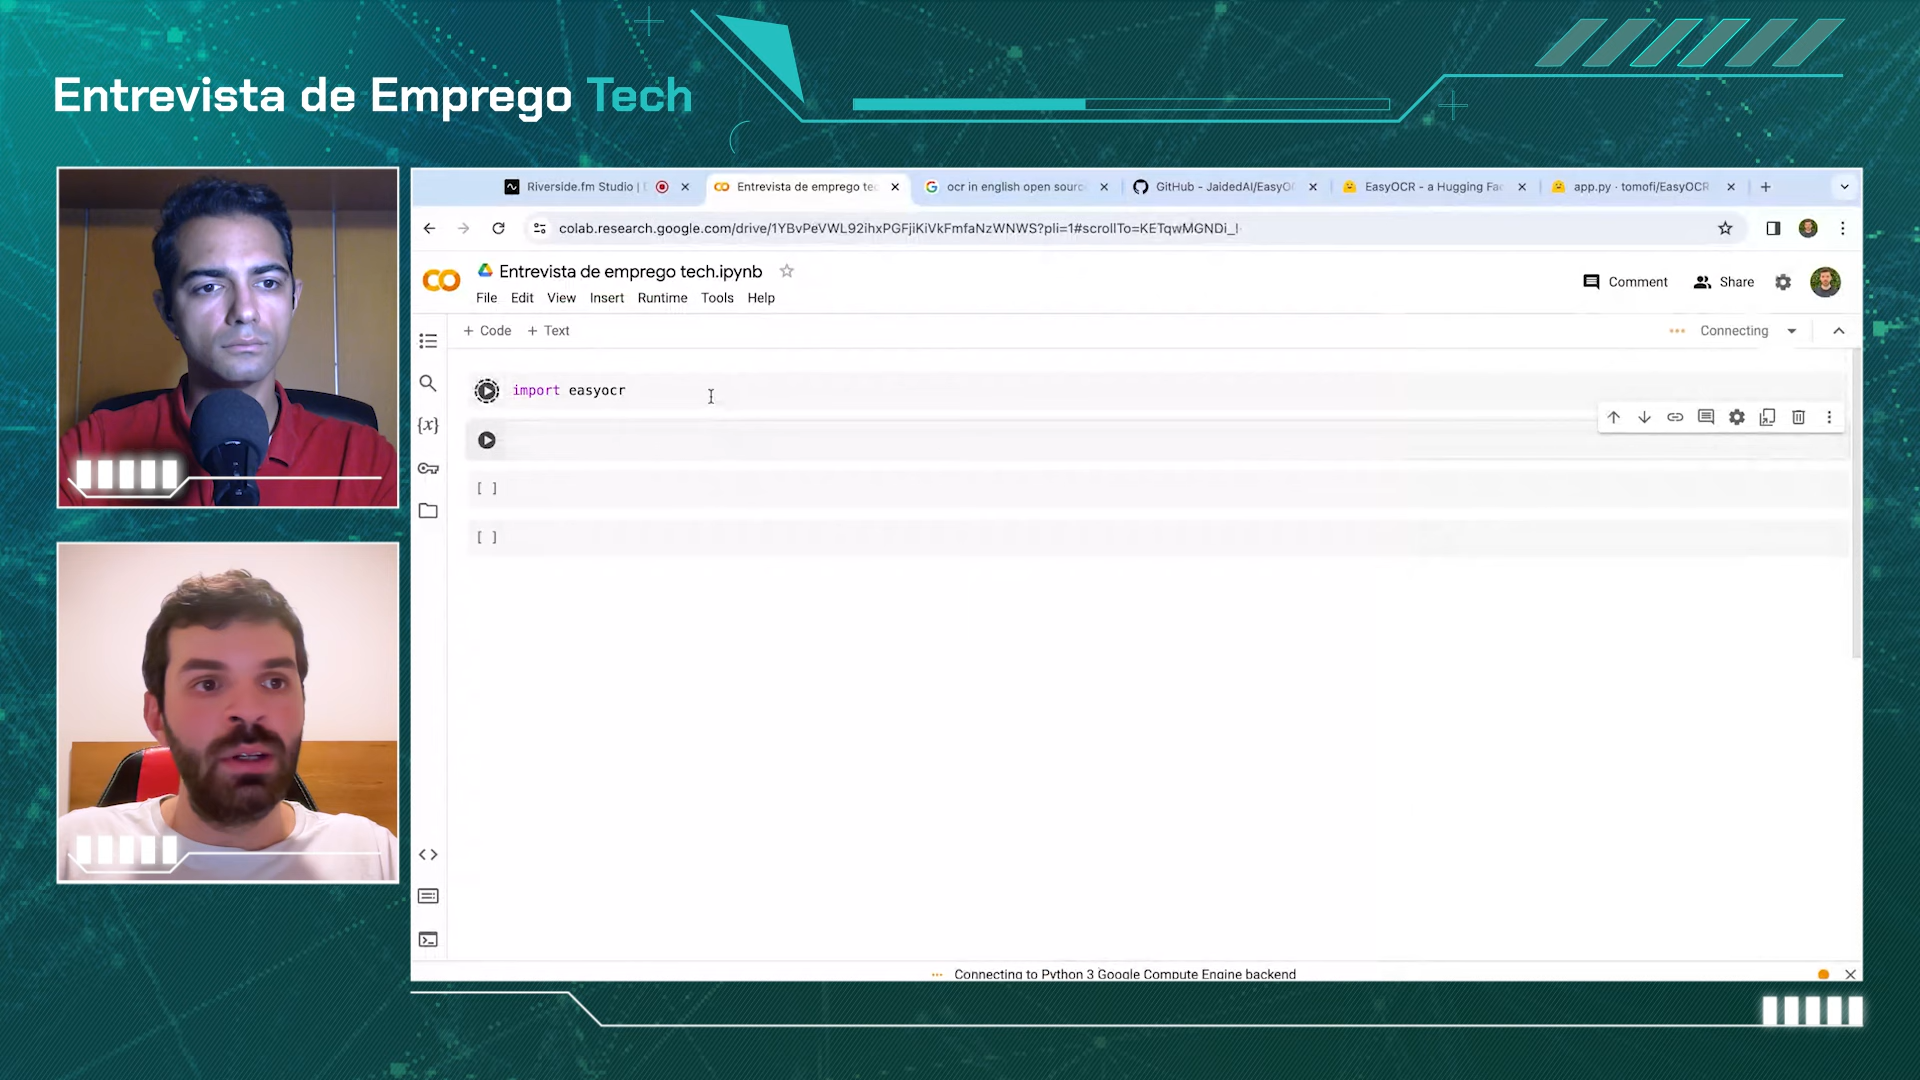 Entrevista de Emprego Tech
Riverside.fm Studio |
Entrevista de emprego te
ocr in english open sourc
GitHub - JaidedAI/EasyO
EasyOCR - a Hugging Fa
app.py · tomofi/EasyOCR
colab.research.google.com/drive/1YBvPeVWL92ihxPGFjiKiVkFmfaNzWNWS?pli=1#scrollTo=KETqwMGNDi_!
Entrevista de emprego tech.ipynb
Comment Share
File Edit View Insert Runtime Tools Help
+ Code + Text
Connecting
import easyocr
{x}
[ ]
[ ]
Connecting to Python 3 Google Compute Engine backend